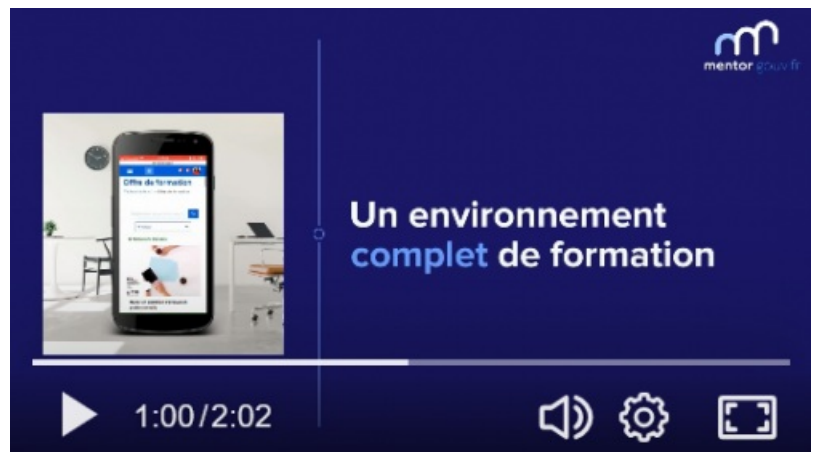 mentor.gouv.fr
Offre de formation
Un environnement
complet de formation
1:00/2:02